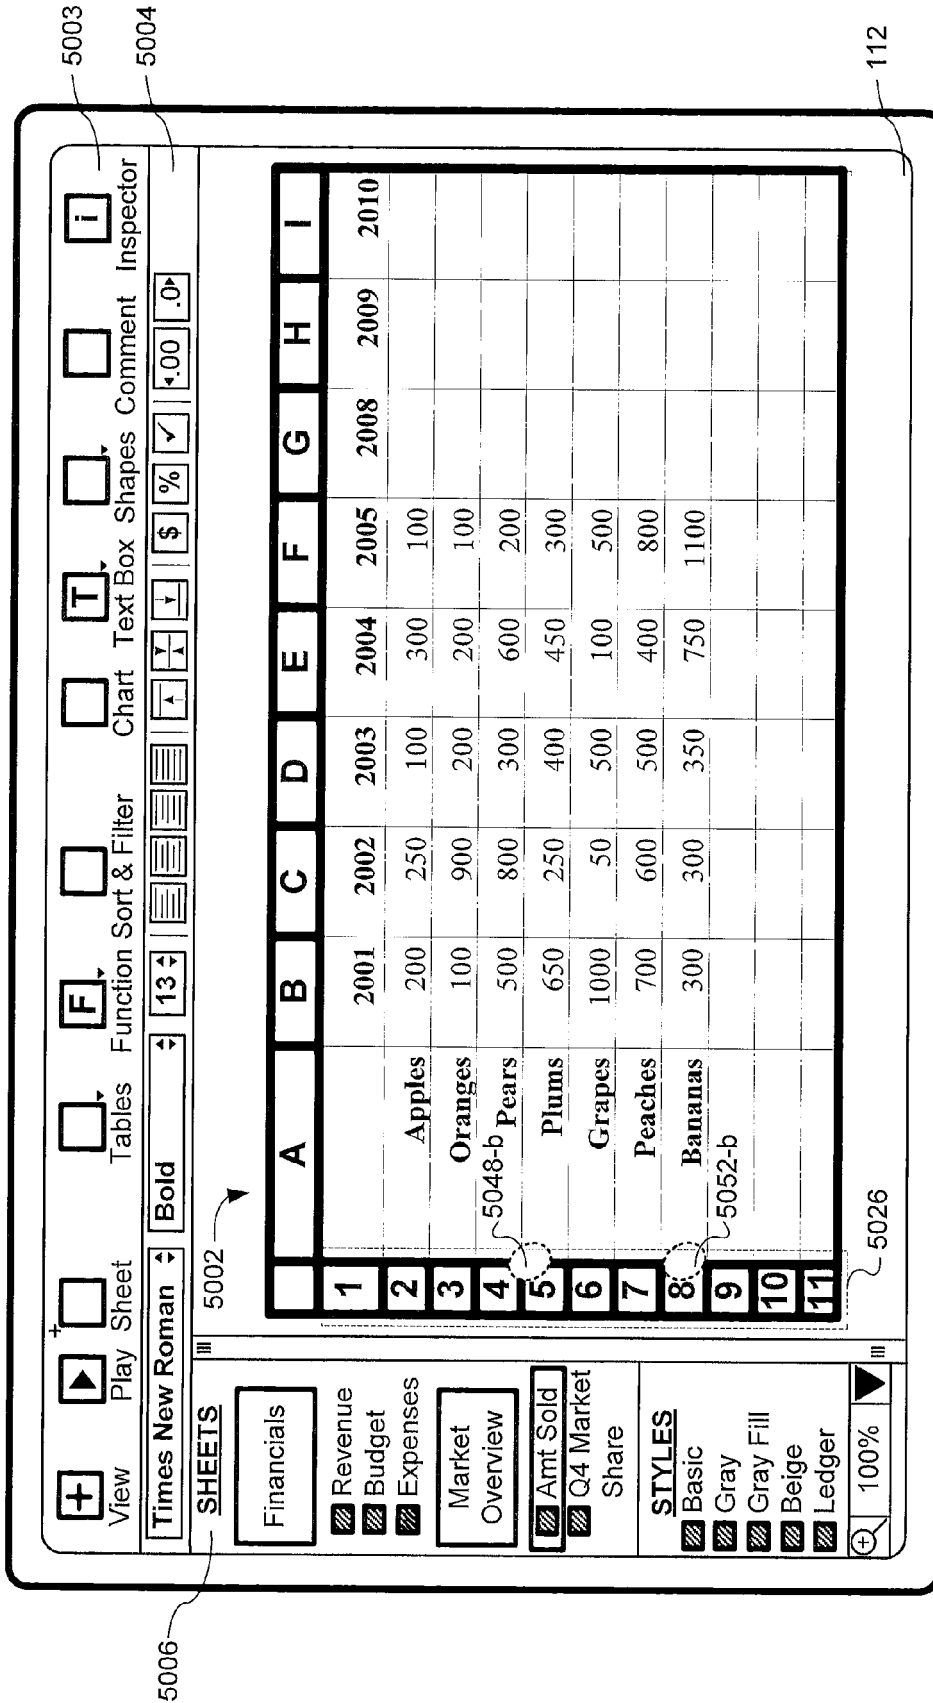 5003
5004
112
View Play Sheet Tables Function Sort & Filter Chart Text Box Shapes Comment Inspector
+ F T i
+
Times New Roman Bold 13 $ % ✓ .00 .0
5006
SHEETS
Financials
Revenue
Budget
Expenses
Market
Overview
Amt Sold
Q4 Market
Share
STYLES
Basic
Gray
Gray Fill
Beige
Ledger
100%
5002
A B C D E F G H I
1 2001 2002 2003 2004 2005 2008 2009 2010
2 Apples 200 250 100 300 100
3 Oranges 100 900 200 200 100
4 Pears 500 800 300 600 200
5048-b
5 Plums 650 250 400 450 300
6 Grapes 1000 50 500 100 500
7 Peaches 700 600 500 400 800
8 Bananas 300 300 350 750 1100
5052-b
9
10
11
5026